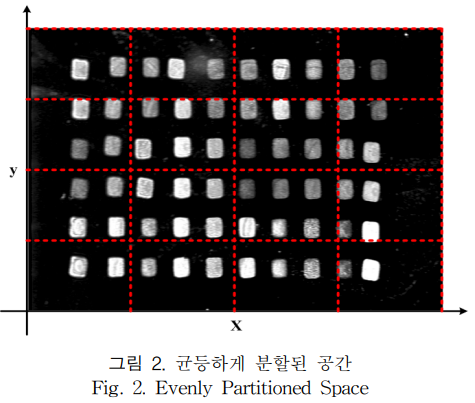 y
x
그림 2. 균등하게 분할된 공간
Fig. 2. Evenly Partitioned Space